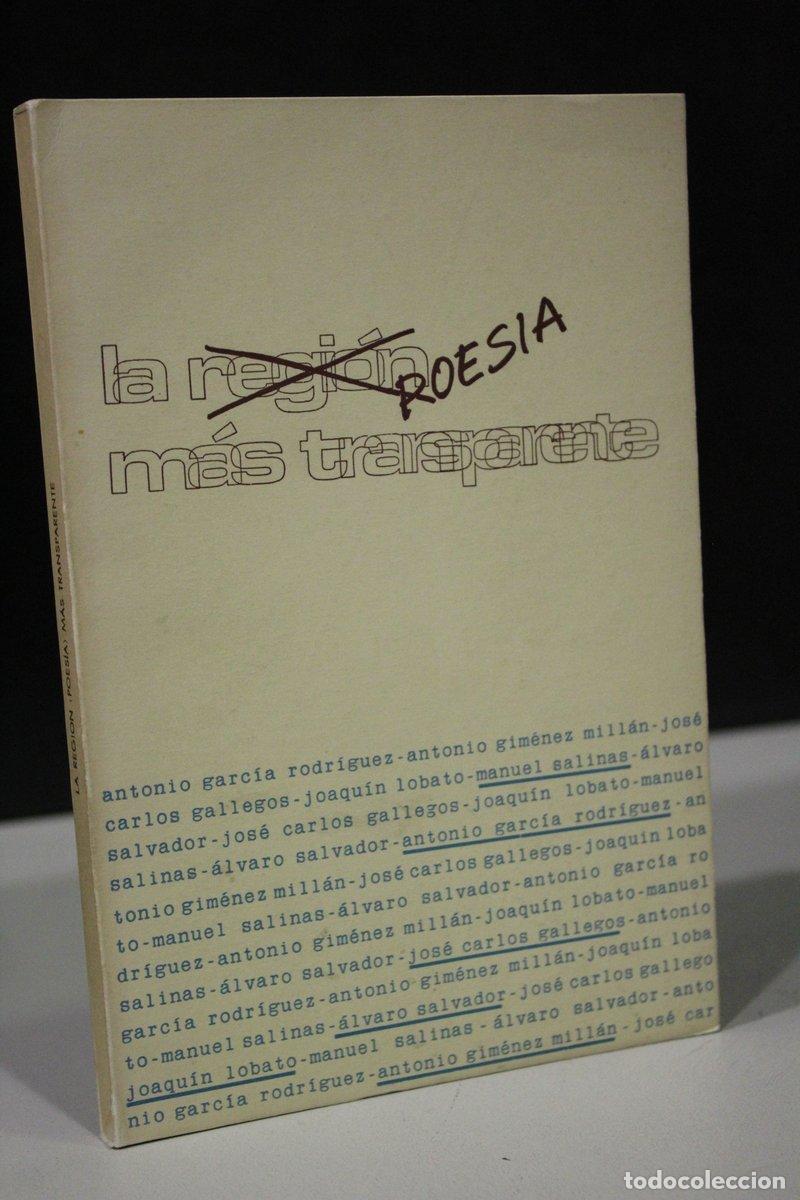 la región POESIA
más transparente
LA REGION (POESÍA) MÁS TRANSPARENTE
antonio garcía rodríguez-antonio giménez millán-josé
carlos gallegos-joaquín lobato-manuel salinas-álvaro
salvador-josé carlos gallegos-joaquín lobato-manuel
salinas-álvaro salvador-antonio garcía rodríguez-an
tonio giménez millán-josé carlos gallegos-joaquin loba
to-manuel salinas-álvaro salvador-antonio garcía ro
dríguez-antonio giménez millán-joaquín lobato-manuel
salinas-álvaro salvador-josé carlos gallegos-antonio
garcía rodríguez-antonio giménez millán-joaquín loba
to-manuel salinas-álvaro salvador-josé carlos gallego
joaquín lobato-manuel salinas-álvaro salvador-anto
nio garcía rodríguez-antonio giménez millán-josé car
todocoleccion.net